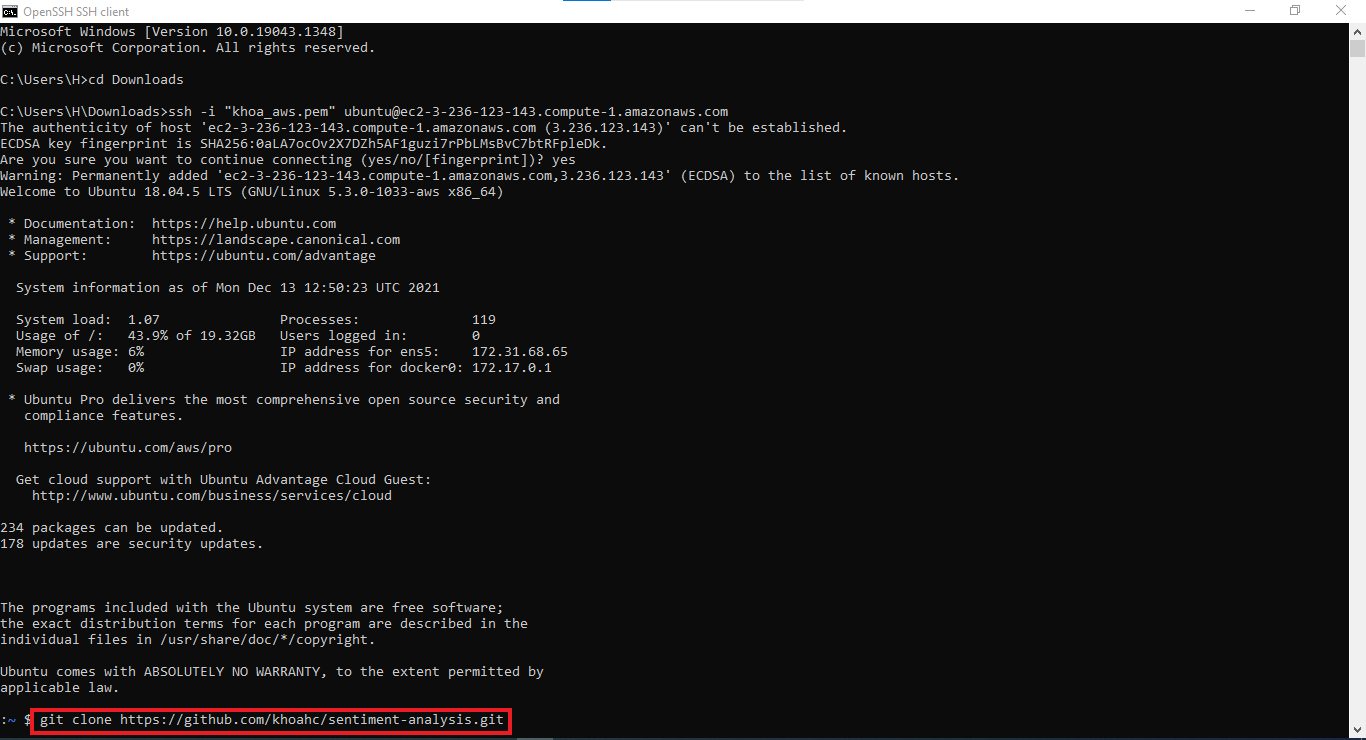 OpenSSH SSH client
Microsoft Windows [Version 10.0.19043.1348]
(c) Microsoft Corporation. All rights reserved.
C:\Users\H>cd Downloads
C:\Users\H\Downloads>ssh -i "khoa_aws.pem" ubuntu@ec2-3-236-123-143.compute-1.amazonaws.com
The authenticity of host 'ec2-3-236-123-143.compute-1.amazonaws.com (3.236.123.143)' can't be established.
ECDSA key fingerprint is SHA256:0aLA7ocOv2X7DZh5AF1guzi7rPbLMsBvC7btRFpleDk.
Are you sure you want to continue connecting (yes/no/[fingerprint])? yes
Warning: Permanently added 'ec2-3-236-123-143.compute-1.amazonaws.com,3.236.123.143' (ECDSA) to the list of known hosts.
Welcome to Ubuntu 18.04.5 LTS (GNU/Linux 5.3.0-1033-aws x86_64)
* Documentation:  https://help.ubuntu.com
* Management:     https://landscape.canonical.com
* Support:        https://ubuntu.com/advantage
System information as of Mon Dec 13 12:50:23 UTC 2021
System load:  1.07               Processes:              119
Usage of /:   43.9% of 19.32GB   Users logged in:        0
Memory usage: 6%                 IP address for ens5:    172.31.68.65
Swap usage:   0%                 IP address for docker0: 172.17.0.1
* Ubuntu Pro delivers the most comprehensive open source security and
compliance features.
https://ubuntu.com/aws/pro
Get cloud support with Ubuntu Advantage Cloud Guest:
http://www.ubuntu.com/business/services/cloud
234 packages can be updated.
178 updates are security updates.
The programs included with the Ubuntu system are free software;
the exact distribution terms for each program are described in the
individual files in /usr/share/doc/*/copyright.
Ubuntu comes with ABSOLUTELY NO WARRANTY, to the extent permitted by
applicable law.
:~ $ git clone https://github.com/khoahc/sentiment-analysis.git